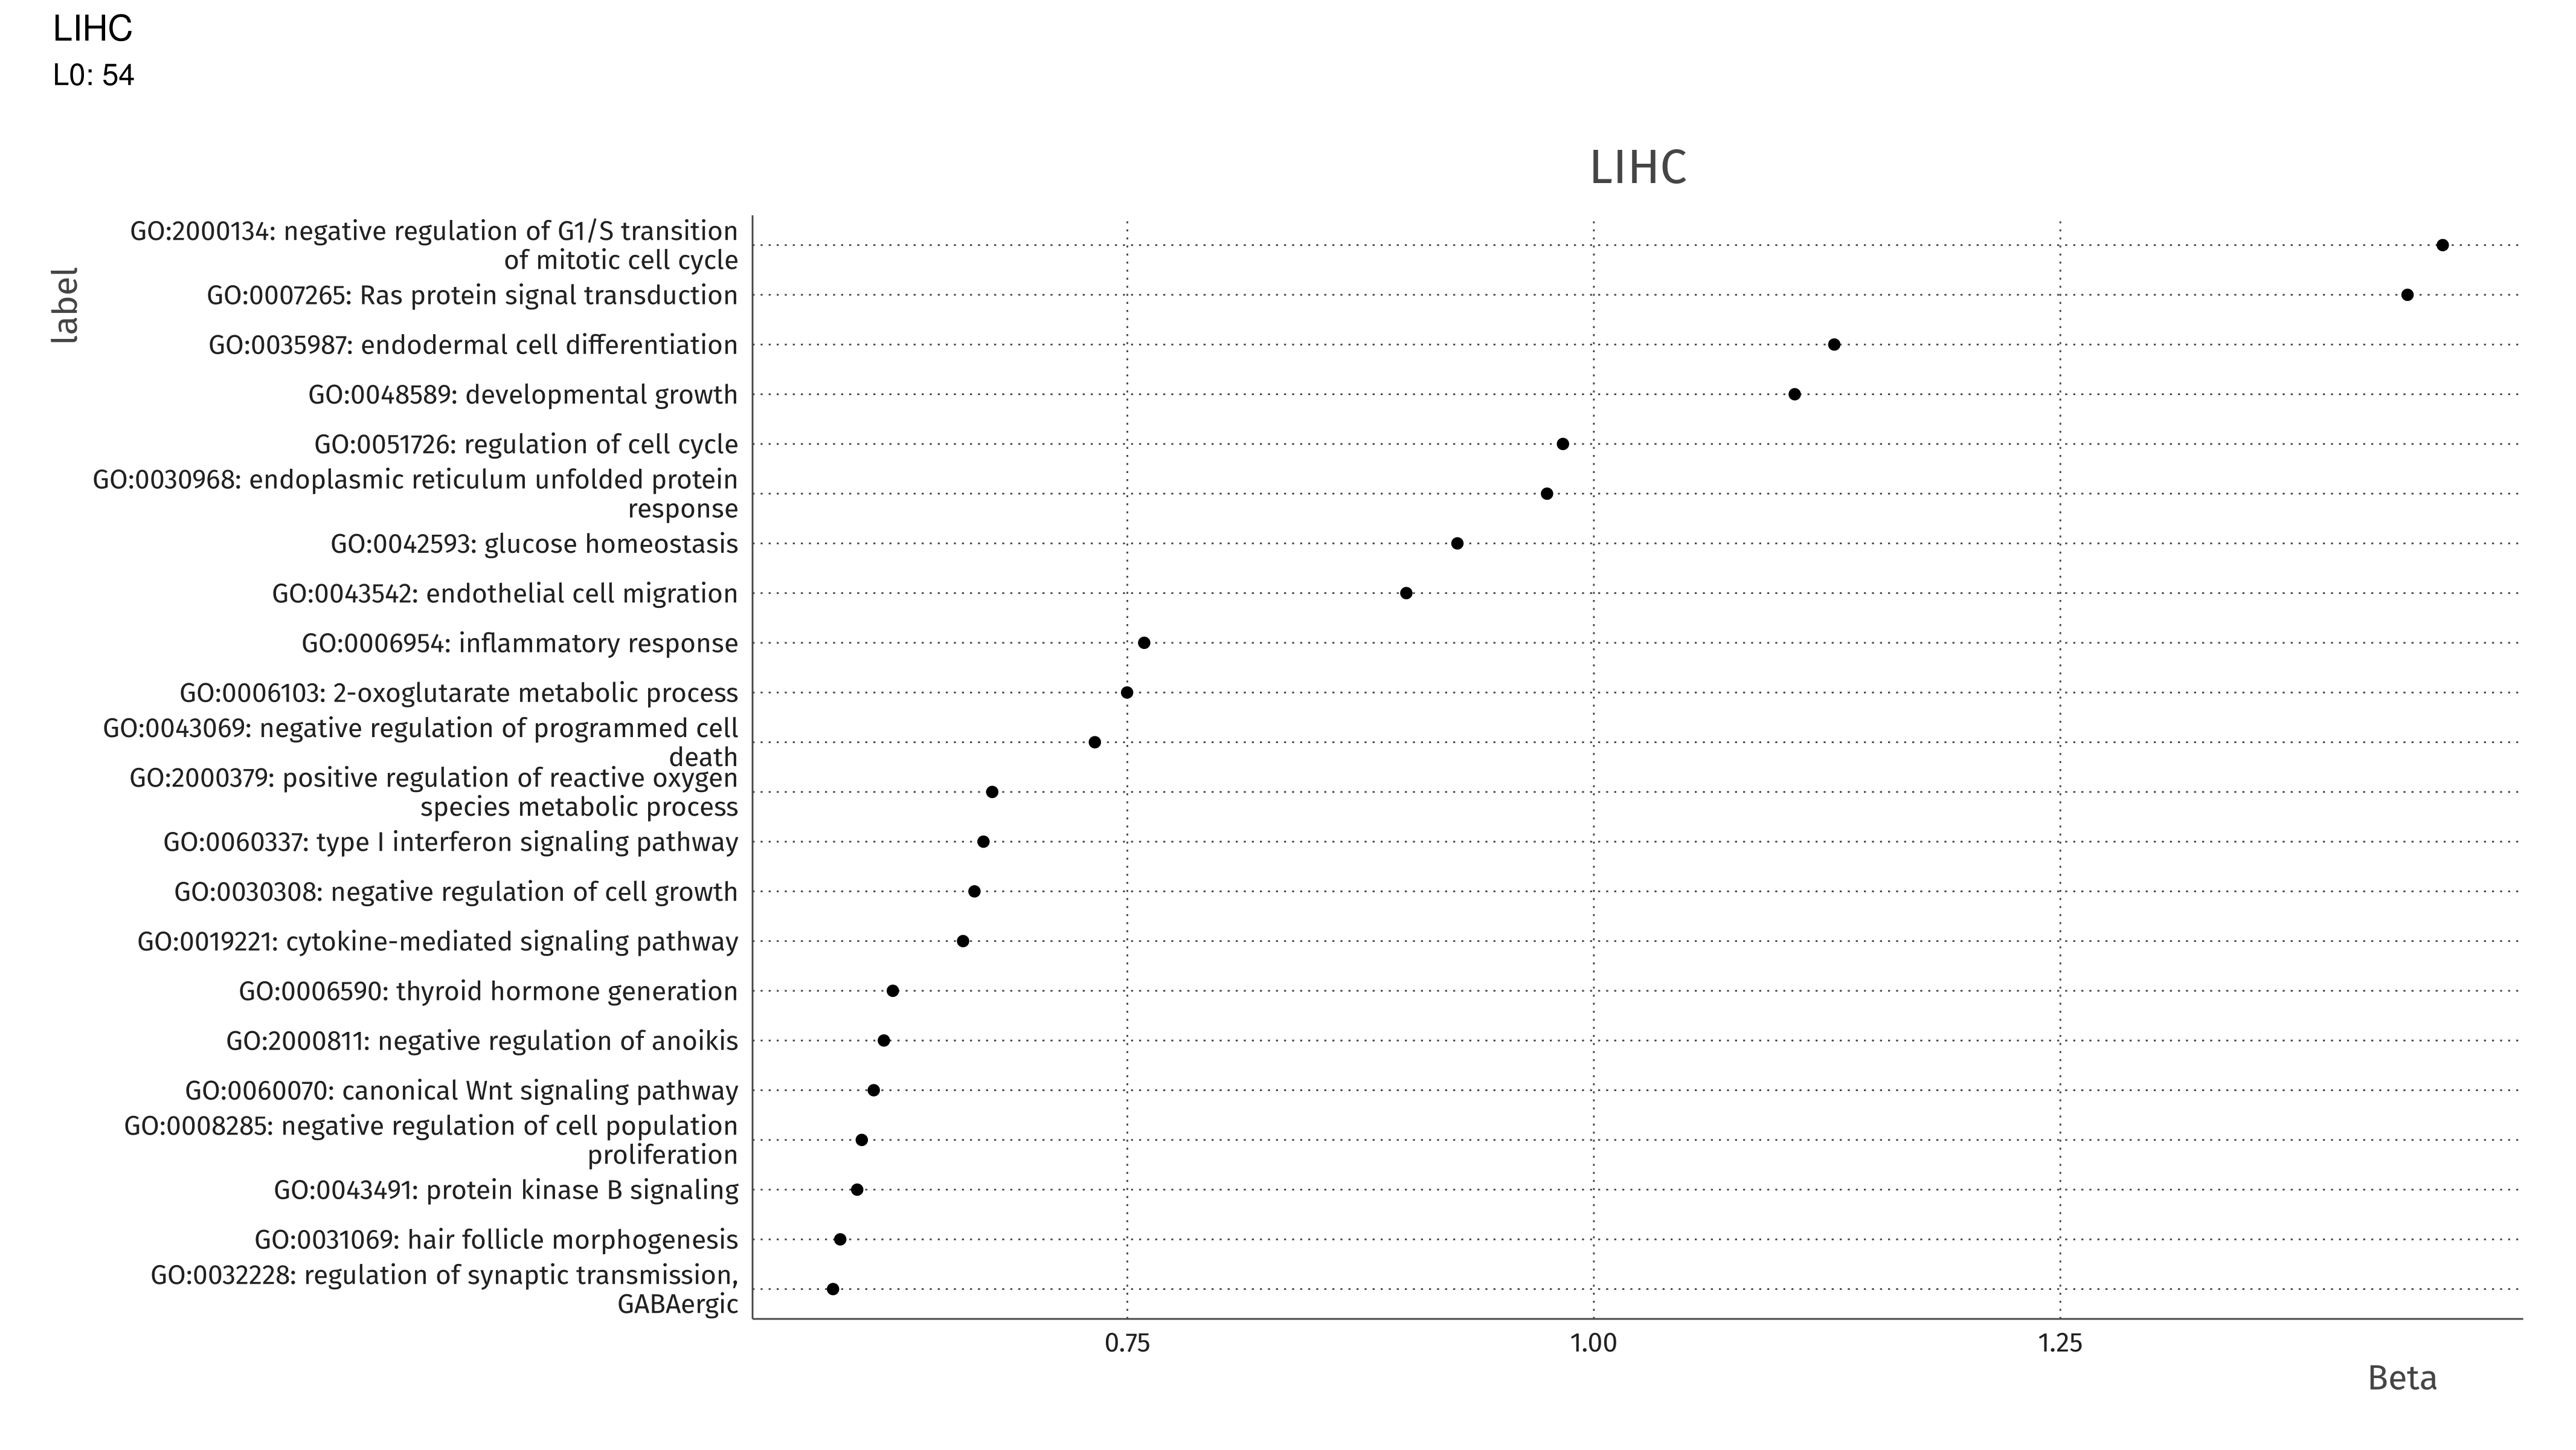 LIHC
L0: 54
LIHC
label
GO:2000134: negative regulation of G1/S transition
of mitotic cell cycle
GO:0007265: Ras protein signal transduction
GO:0035987: endodermal cell differentiation
GO:0048589: developmental growth
GO:0051726: regulation of cell cycle
GO:0030968: endoplasmic reticulum unfolded protein
response
GO:0042593: glucose homeostasis
GO:0043542: endothelial cell migration
GO:0006954: inflammatory response
GO:0006103: 2-oxoglutarate metabolic process
GO:0043069: negative regulation of programmed cell
death
GO:2000379: positive regulation of reactive oxygen
species metabolic process
GO:0060337: type I interferon signaling pathway
GO:0030308: negative regulation of cell growth
GO:0019221: cytokine-mediated signaling pathway
GO:0006590: thyroid hormone generation
GO:2000811: negative regulation of anoikis
GO:0060070: canonical Wnt signaling pathway
GO:0008285: negative regulation of cell population
proliferation
GO:0043491: protein kinase B signaling
GO:0031069: hair follicle morphogenesis
GO:0032228: regulation of synaptic transmission,
GABAergic
0.75 1.00 1.25
Beta